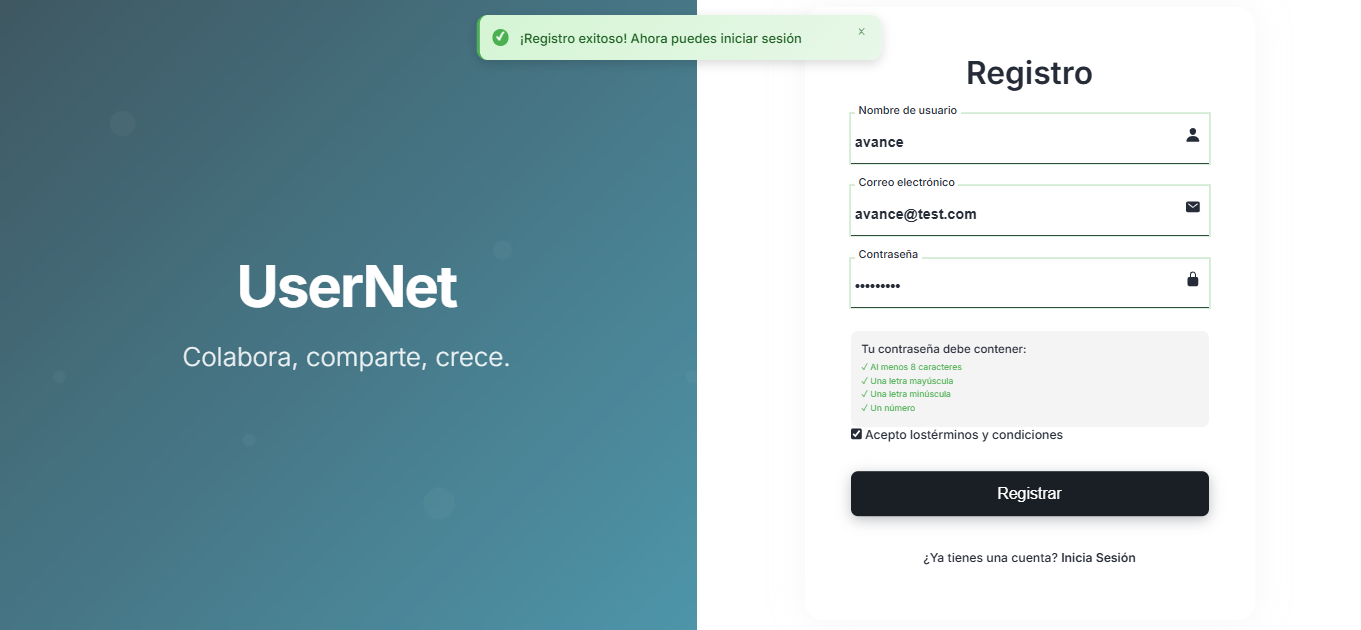 ¡Registro exitoso! Ahora puedes iniciar sesión
×
UserNet
Colabora, comparte, crece.
Registro
Nombre de usuario
avance
Correo electrónico
avance@test.com
Contraseña
•••••••••
Tu contraseña debe contener:
✓ Al menos 8 caracteres
✓ Una letra mayúscula
✓ Una letra minúscula
✓ Un número
Acepto lostérminos y condiciones
Registrar
¿Ya tienes una cuenta? Inicia Sesión